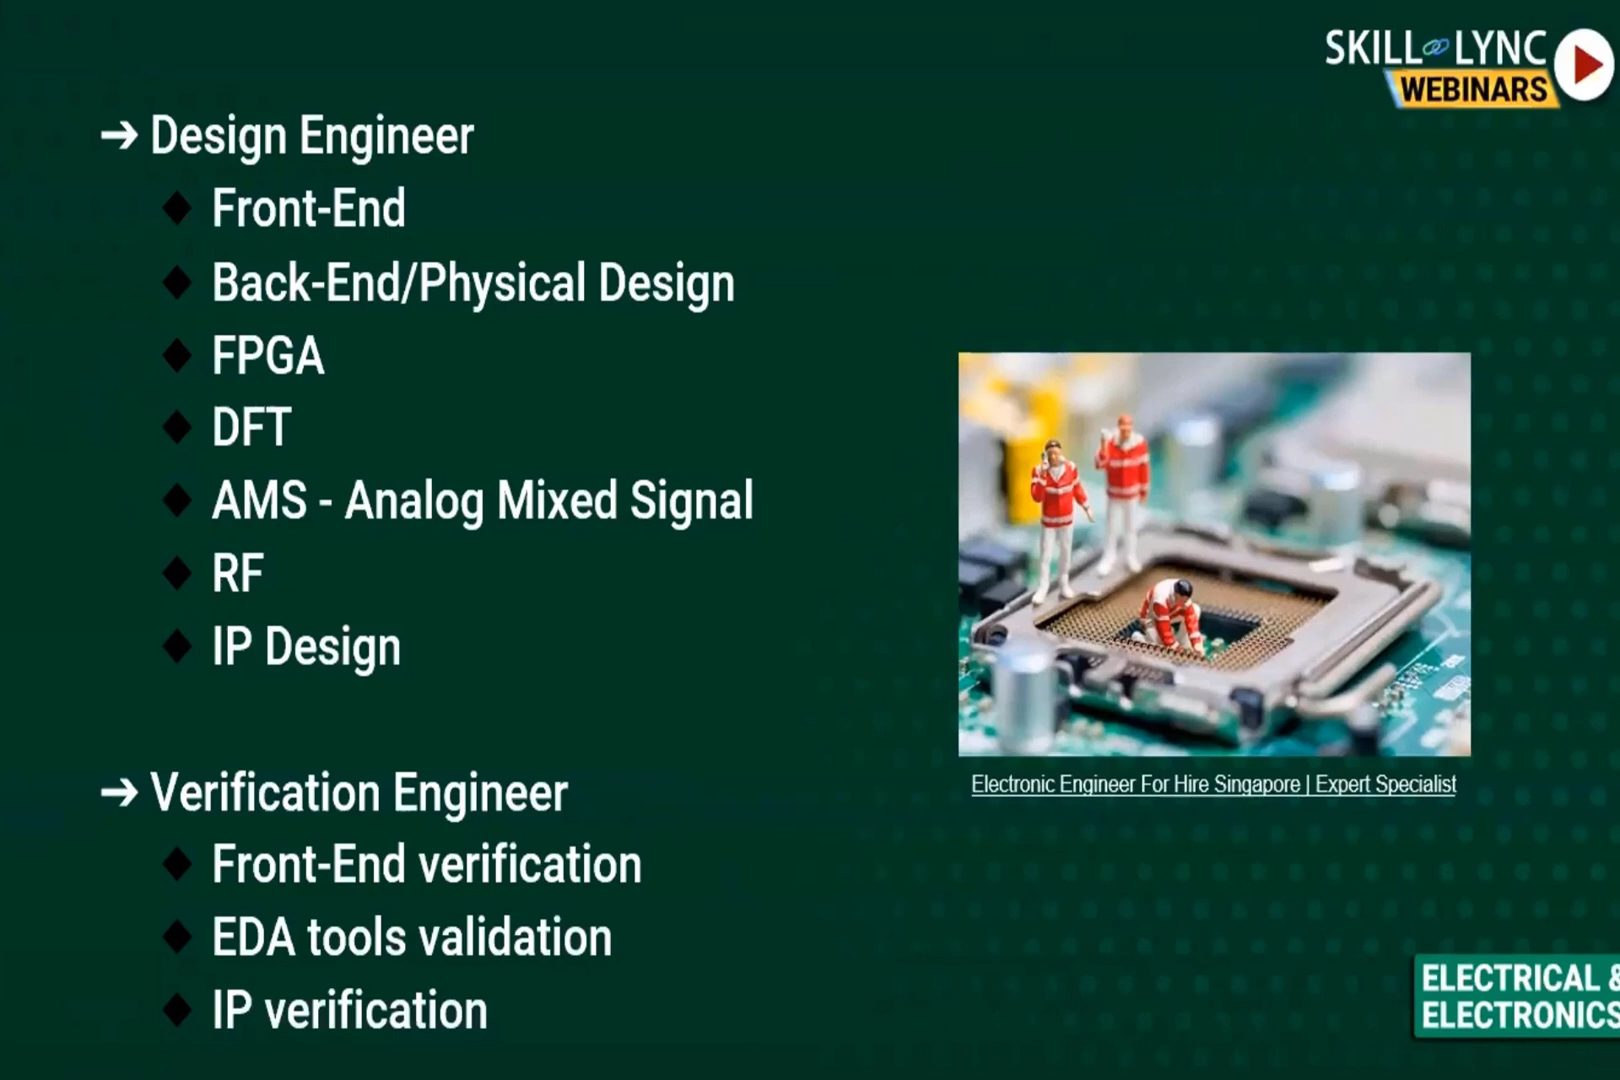 SKILL LYNC
WEBINARS
➔ Design Engineer
◆ Front-End
◆ Back-End/Physical Design
◆ FPGA
◆ DFT
◆ AMS - Analog Mixed Signal
◆ RF
◆ IP Design
➔ Verification Engineer
◆ Front-End verification
◆ EDA tools validation
◆ IP verification
Electronic Engineer For Hire Singapore | Expert Specialist
ELECTRICAL &
ELECTRONICS